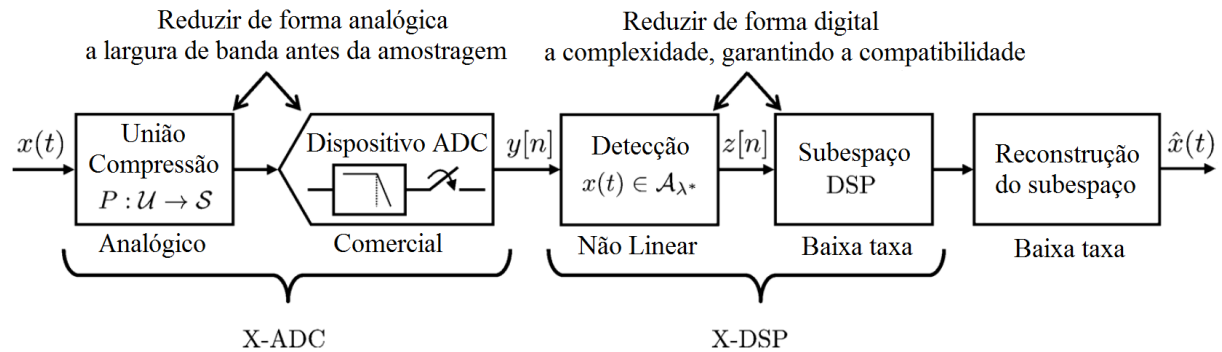 Reduzir de forma analógica
a largura de banda antes da amostragem
Reduzir de forma digital
a complexidade, garantindo a compatibilidade
x(t)
União
Compressão
P : 𝒰 → 𝒮
Analógico
Dispositivo ADC
Comercial
y[n]
Detecção
x(t) ∈ 𝒜λ*
Não Linear
z[n]
Subespaço
DSP
Baixa taxa
Reconstrução
do subespaço
Baixa taxa
x̂(t)
X-ADC
X-DSP